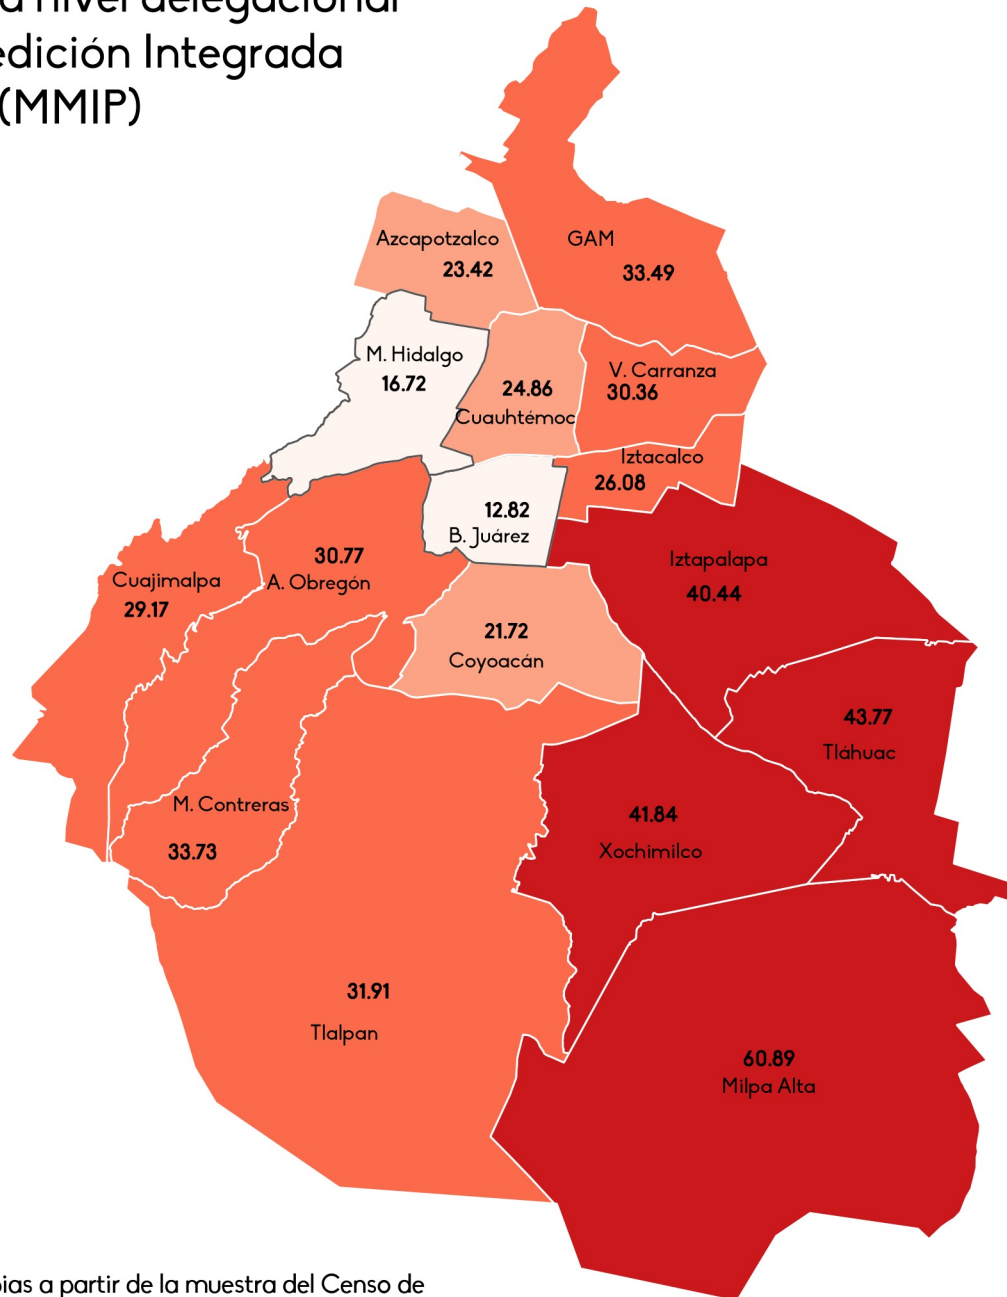 a nivel delegacional
edición Integrada
(MMIP)
Azcapotzalco
23.42
GAM
33.49
M. Hidalgo
16.72
24.86
Cuauhtémoc
V. Carranza
30.36
Iztacalco
26.08
12.82
B. Juárez
30.77
A. Obregón
Cuajimalpa
29.17
Iztapalapa
40.44
21.72
Coyoacán
43.77
Tláhuac
M. Contreras
33.73
41.84
Xochimilco
31.91
Tlalpan
60.89
Milpa Alta
ias a partir de la muestra del Censo de